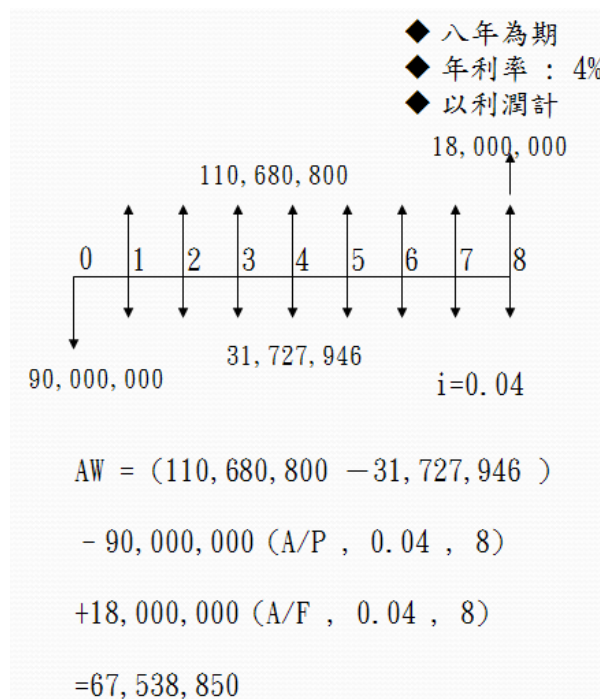 ◆ 八年為期
◆ 年利率 : 4%
◆ 以利潤計
18,000,000
110,680,800
0 1 2 3 4 5 6 7 8
31,727,946
90,000,000
i=0.04
AW = (110,680,800 －31,727,946 )
－90,000,000 (A/P , 0.04 , 8)
+18,000,000 (A/F , 0.04 , 8)
=67,538,850